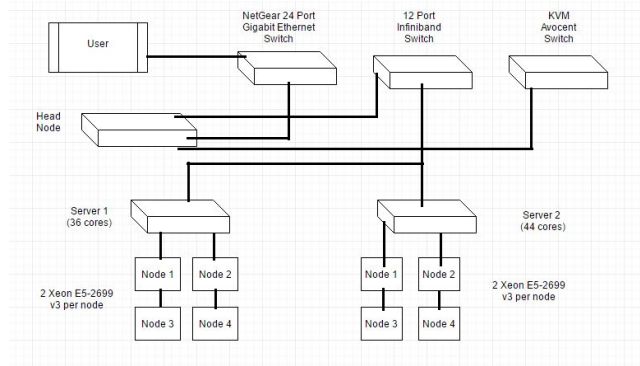 NetGear 24 Port
Gigabit Ethernet
Switch
12 Port
Infiniband
Switch
KVM
Avocent
Switch
User
Head
Node
Server 1
(36 cores)
Server 2
(44 cores)
Node 1
Node 2
Node 1
Node 2
2 Xeon E5-2699
v3 per node
2 Xeon E5-2699
v3 per node
Node 3
Node 4
Node 3
Node 4